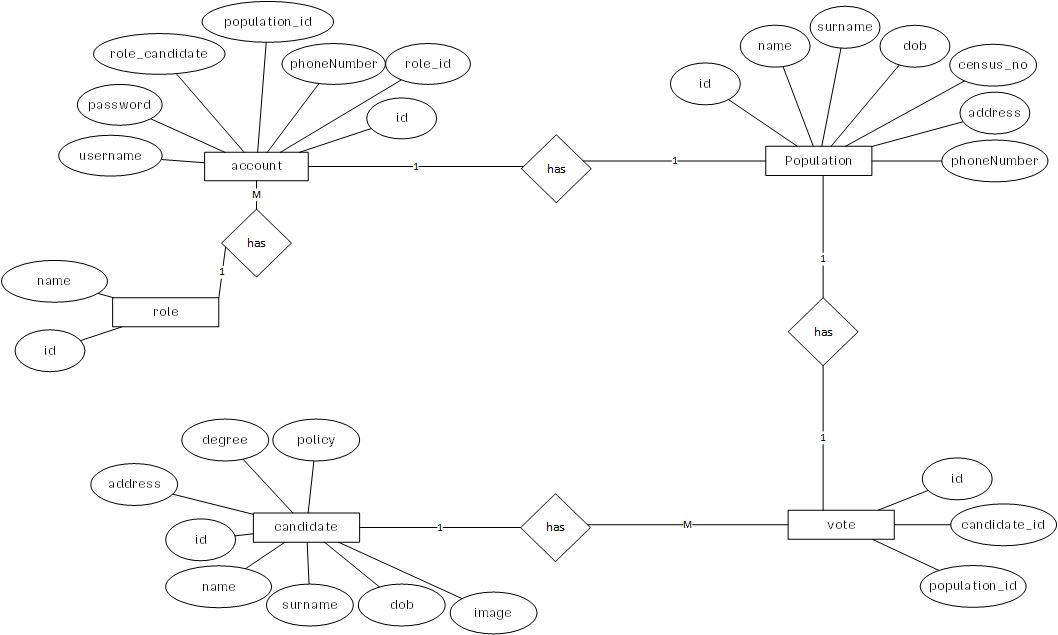 population_id
surname
role_candidate
name
dob
phoneNumber
role_id
census_no
id
password
id
address
username
account
1
has
1
Population
phoneNumber
M
has
1
name
role
id
1
has
1
degree
policy
address
id
candidate
1
has
M
vote
candidate_id
id
name
surname
dob
image
population_id